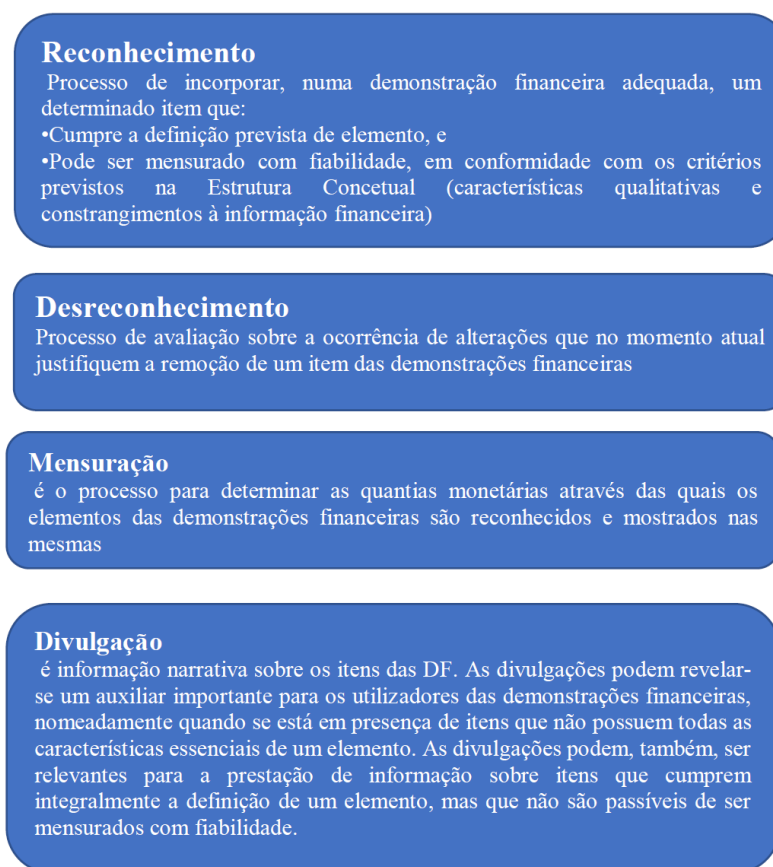 Reconhecimento
Processo de incorporar, numa demonstração financeira adequada, um
determinado item que:
•Cumpre a definição prevista de elemento, e
•Pode ser mensurado com fiabilidade, em conformidade com os critérios
previstos na Estrutura Concetual (características qualitativas e
constrangimentos à informação financeira)
Desreconhecimento
Processo de avaliação sobre a ocorrência de alterações que no momento atual
justifiquem a remoção de um item das demonstrações financeiras
Mensuração
é o processo para determinar as quantias monetárias através das quais os
elementos das demonstrações financeiras são reconhecidos e mostrados nas
mesmas
Divulgação
é informação narrativa sobre os itens das DF. As divulgações podem revelar-
se um auxiliar importante para os utilizadores das demonstrações financeiras,
nomeadamente quando se está em presença de itens que não possuem todas as
características essenciais de um elemento. As divulgações podem, também, ser
relevantes para a prestação de informação sobre itens que cumprem
integralmente a definição de um elemento, mas que não são passíveis de ser
mensurados com fiabilidade.